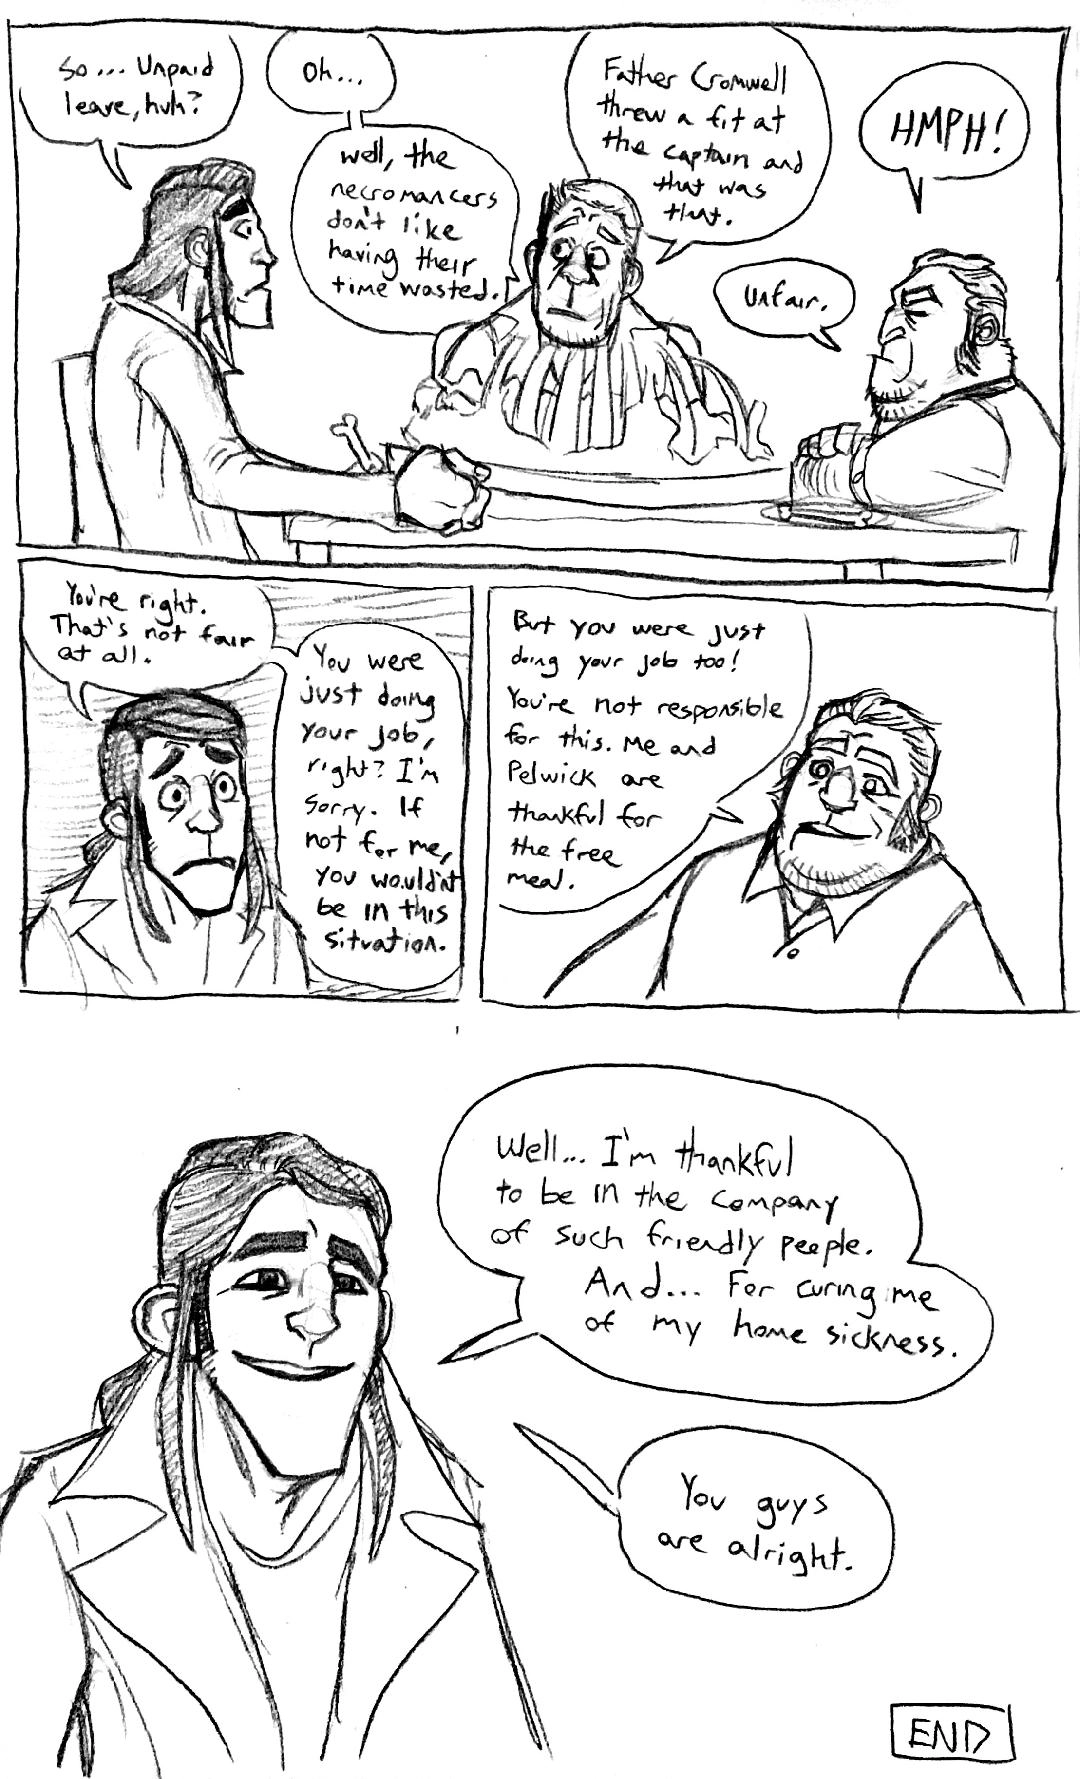 So... Unpaid
leave, huh?
Oh...
well, the
necromancers
don't like
having their
time wasted.
Father Cromwell
threw a fit at
the captain and
that was
that.
HMPH!
Unfair.
You're right.
That's not fair
at all.
You were
just doing
your job,
right? I'm
sorry. If
not for me,
you wouldn't
be in this
situation.
But you were just
doing your job too!
You're not responsible
for this. Me and
Pelwick are
thankful for
the free
meal.
Well... I'm thankful
to be in the company
of such friendly people.
And... For curing me
of my home sickness.
You guys
are alright.
END